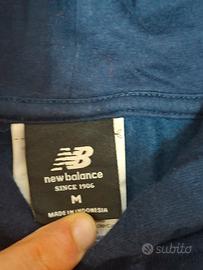 NB
new balance
SINCE 1906
M
MADE IN INDONESIA
subito